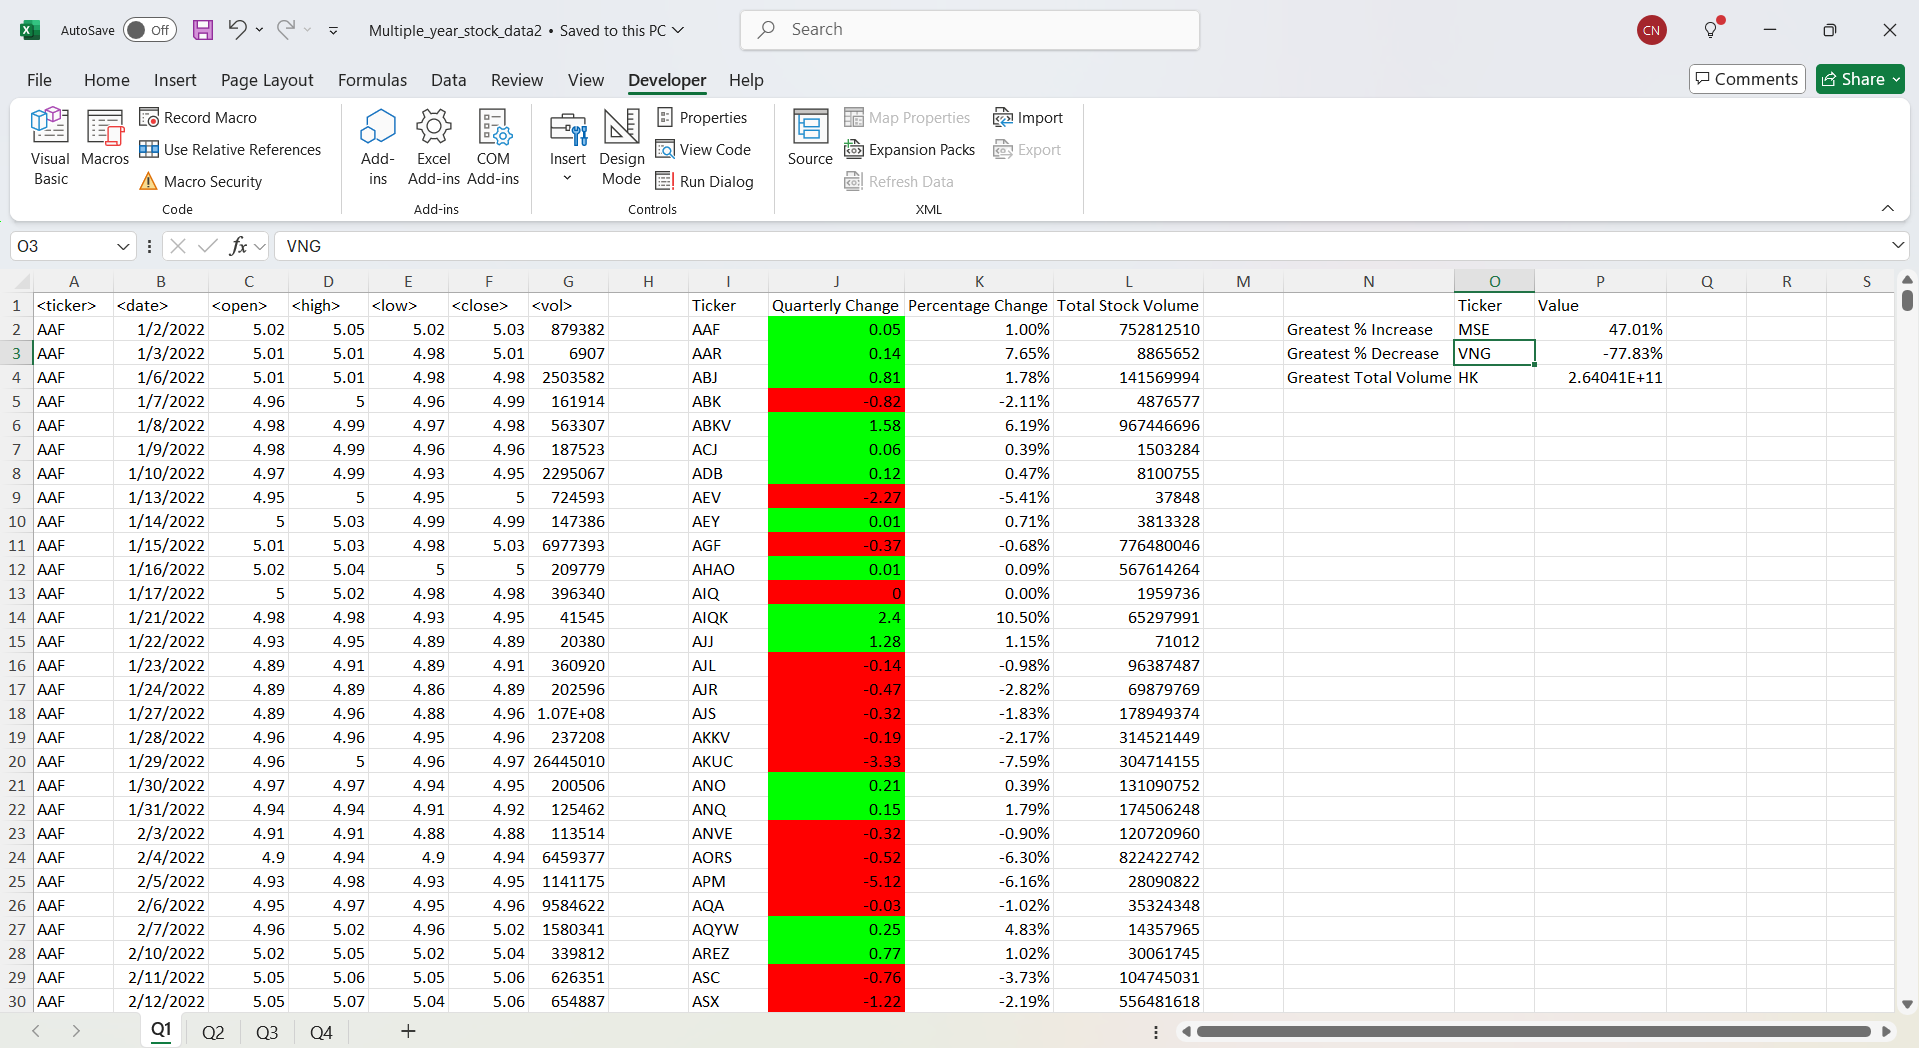 AutoSave Off Multiple_year_stock_data2 • Saved to this PC Search CN
File Home Insert Page Layout Formulas Data Review View Developer Help Comments Share
Visual Basic
Macros
Record Macro
Use Relative References
Macro Security
Code
Add-ins
Excel Add-ins
COM Add-ins
Add-ins
Insert
Design Mode
Properties
View Code
Run Dialog
Controls
Source
Map Properties
Expansion Packs
Refresh Data
Import
Export
XML
O3 fx VNG
A B C D E F G H I J K L M N O P Q R S
1 <ticker> <date> <open> <high> <low> <close> <vol> Ticker Quarterly Change Percentage Change Total Stock Volume Ticker Value
2 AAF 1/2/2022 5.02 5.05 5.02 5.03 879382 AAF 0.05 1.00% 752812510 Greatest % Increase MSE 47.01%
3 AAF 1/3/2022 5.01 5.01 4.98 5.01 6907 AAR 0.14 7.65% 8865652 Greatest % Decrease VNG -77.83%
4 AAF 1/6/2022 5.01 5.01 4.98 4.98 2503582 ABJ 0.81 1.78% 141569994 Greatest Total Volume HK 2.64041E+11
5 AAF 1/7/2022 4.96 5 4.96 4.99 161914 ABK -0.82 -2.11% 4876577
6 AAF 1/8/2022 4.98 4.99 4.97 4.98 563307 ABKV 1.58 6.19% 967446696
7 AAF 1/9/2022 4.98 4.99 4.96 4.96 187523 ACJ 0.06 0.39% 1503284
8 AAF 1/10/2022 4.97 4.99 4.93 4.95 2295067 ADB 0.12 0.47% 8100755
9 AAF 1/13/2022 4.95 5 4.95 5 724593 AEV -2.27 -5.41% 37848
10 AAF 1/14/2022 5 5.03 4.99 4.99 147386 AEY 0.01 0.71% 3813328
11 AAF 1/15/2022 5.01 5.03 4.98 5.03 6977393 AGF -0.37 -0.68% 776480046
12 AAF 1/16/2022 5.02 5.04 5 5 209779 AHAO 0.01 0.09% 567614264
13 AAF 1/17/2022 5 5.02 4.98 4.98 396340 AIQ 0 0.00% 1959736
14 AAF 1/21/2022 4.98 4.98 4.93 4.95 41545 AIQK 2.4 10.50% 65297991
15 AAF 1/22/2022 4.93 4.95 4.89 4.89 20380 AJJ 1.28 1.15% 71012
16 AAF 1/23/2022 4.89 4.91 4.89 4.91 360920 AJL -0.14 -0.98% 96387487
17 AAF 1/24/2022 4.89 4.89 4.86 4.89 202596 AJR -0.47 -2.82% 69879769
18 AAF 1/27/2022 4.89 4.96 4.88 4.96 1.07E+08 AJS -0.32 -1.83% 178949374
19 AAF 1/28/2022 4.96 4.96 4.95 4.96 237208 AKKV -0.19 -2.17% 314521449
20 AAF 1/29/2022 4.96 5 4.96 4.97 26445010 AKUC -3.33 -7.59% 304714155
21 AAF 1/30/2022 4.97 4.97 4.94 4.95 200506 ANO 0.21 0.39% 131090752
22 AAF 1/31/2022 4.94 4.94 4.91 4.92 125462 ANQ 0.15 1.79% 174506248
23 AAF 2/3/2022 4.91 4.91 4.88 4.88 113514 ANVE -0.32 -0.90% 120720960
24 AAF 2/4/2022 4.9 4.94 4.9 4.94 6459377 AORS -0.52 -6.30% 822422742
25 AAF 2/5/2022 4.93 4.98 4.93 4.95 1141175 APM -5.12 -6.16% 28090822
26 AAF 2/6/2022 4.95 4.97 4.95 4.96 9584622 AQA -0.03 -1.02% 35324348
27 AAF 2/7/2022 4.96 5.02 4.96 5.02 1580341 AQYW 0.25 4.83% 14357965
28 AAF 2/10/2022 5.02 5.05 5.02 5.04 339812 AREZ 0.77 1.02% 30061745
29 AAF 2/11/2022 5.05 5.06 5.05 5.06 626351 ASC -0.76 -3.73% 104745031
30 AAF 2/12/2022 5.05 5.07 5.04 5.06 654887 ASX -1.22 -2.19% 556481618
Q1 Q2 Q3 Q4